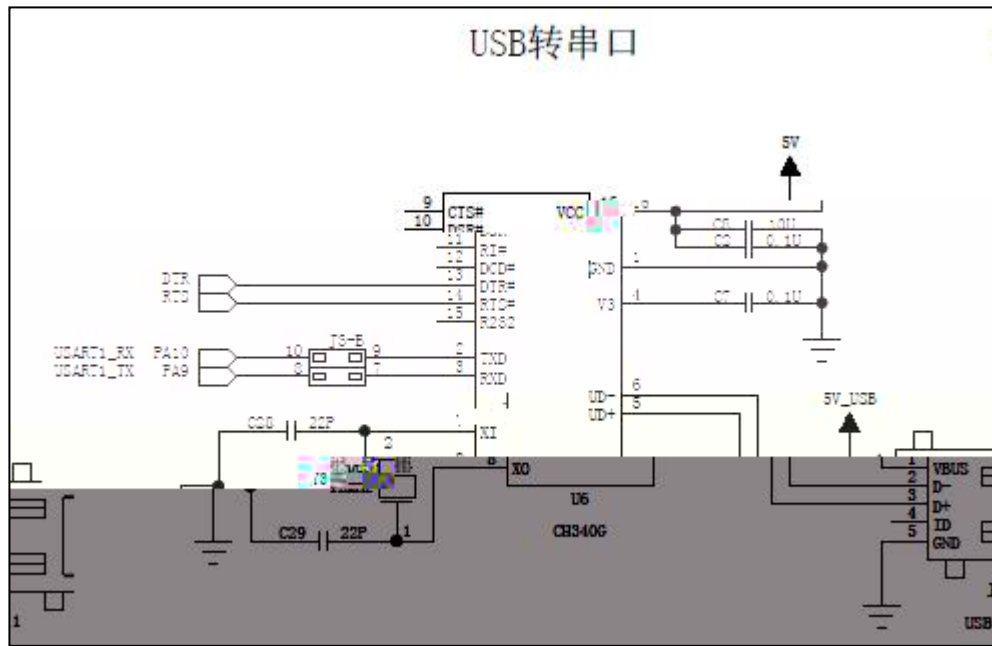 USB转串口
5V
9 CTS# VCC
10 DSR#
11 RI#
12 DCD# GND 1
DTR 13 DTR#
RTS 14 RTS# V3 4 C7 0.1U
15 R232
10U
C2 0.1U
J3-B
USART1_RX PA10 10 9 2 TXD
USART1_TX PA9 8 7 3 RXD
UD- 6
UD+ 5
5V_USB
C28 22P XI
2
8 XO
1 VBUS
2 D-
3 D+
4 ID
5 GND
U6
CH340G
C29 22P 1
1
USB